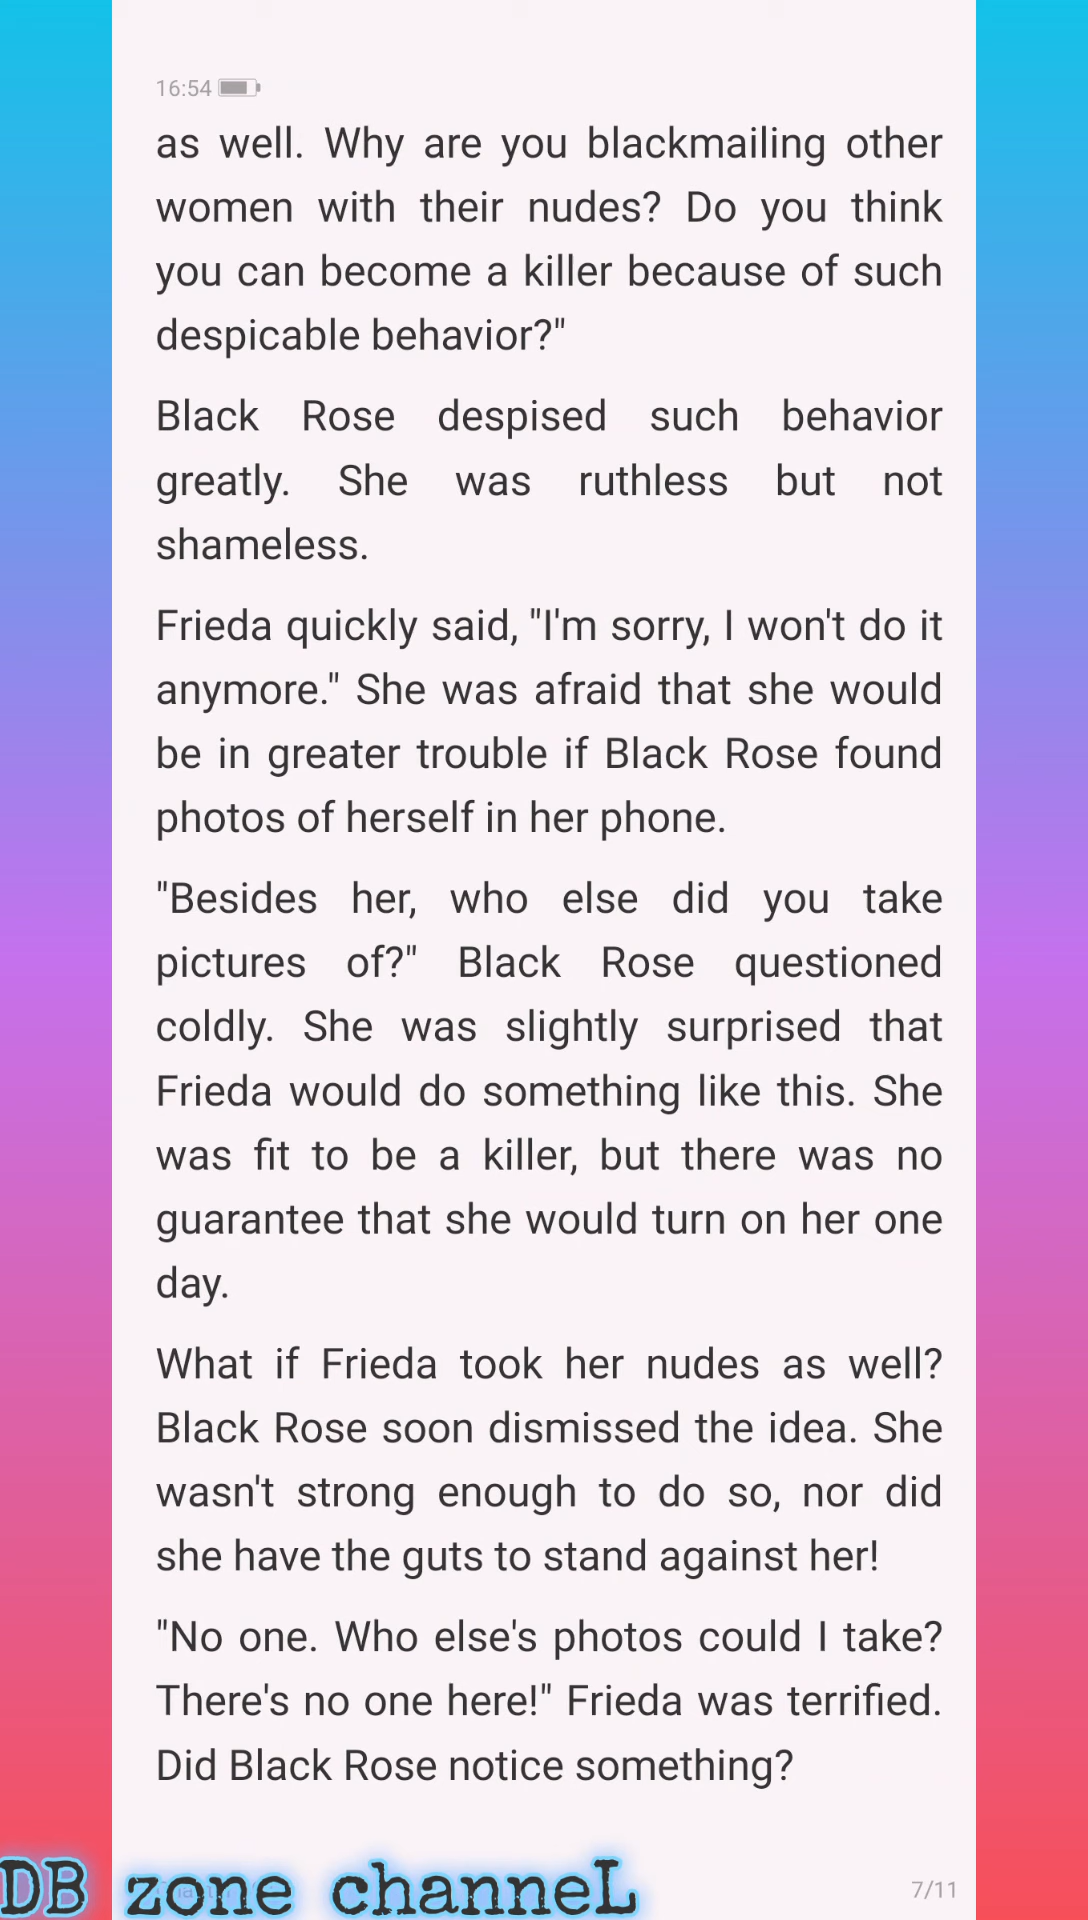 16:54
as well. Why are you blackmailing other
women with their nudes? Do you think
you can become a killer because of such
despicable behavior?"
Black Rose despised such behavior
greatly. She was ruthless but not
shameless.
Frieda quickly said, "I'm sorry, I won't do it
anymore." She was afraid that she would
be in greater trouble if Black Rose found
photos of herself in her phone.
"Besides her, who else did you take
pictures of?" Black Rose questioned
coldly. She was slightly surprised that
Frieda would do something like this. She
was fit to be a killer, but there was no
guarantee that she would turn on her one
day.
What if Frieda took her nudes as well?
Black Rose soon dismissed the idea. She
wasn't strong enough to do so, nor did
she have the guts to stand against her!
"No one. Who else's photos could I take?
There's no one here!" Frieda was terrified.
Did Black Rose notice something?
DB zone channeL
7/11